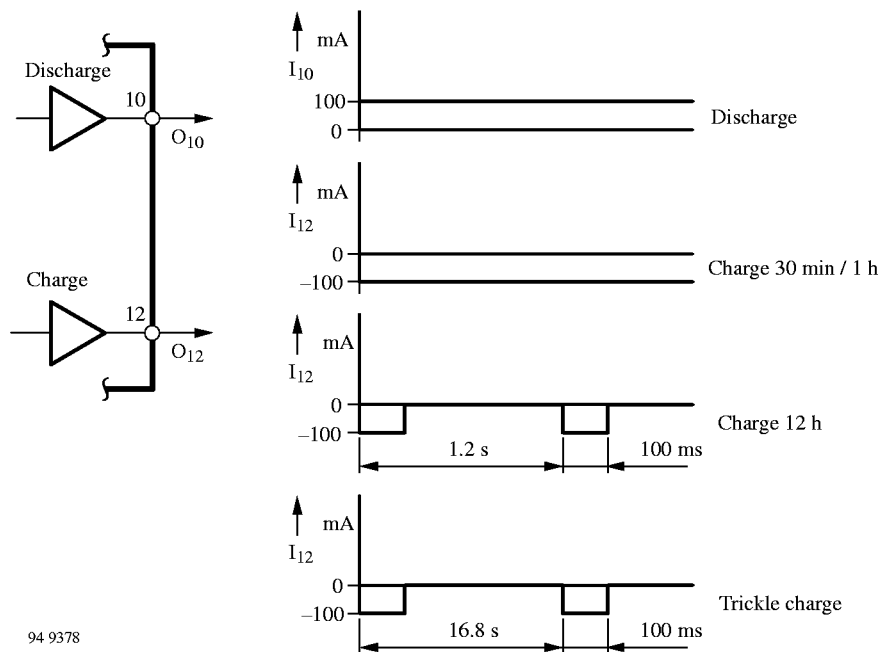 Discharge
10
O10
Charge
12
O12
mA
I10
100
0
Discharge
mA
I12
0
–100
Charge 30 min / 1 h
mA
I12
0
–100
Charge 12 h
1.2 s
100 ms
mA
I12
0
–100
Trickle charge
16.8 s
100 ms
94 9378